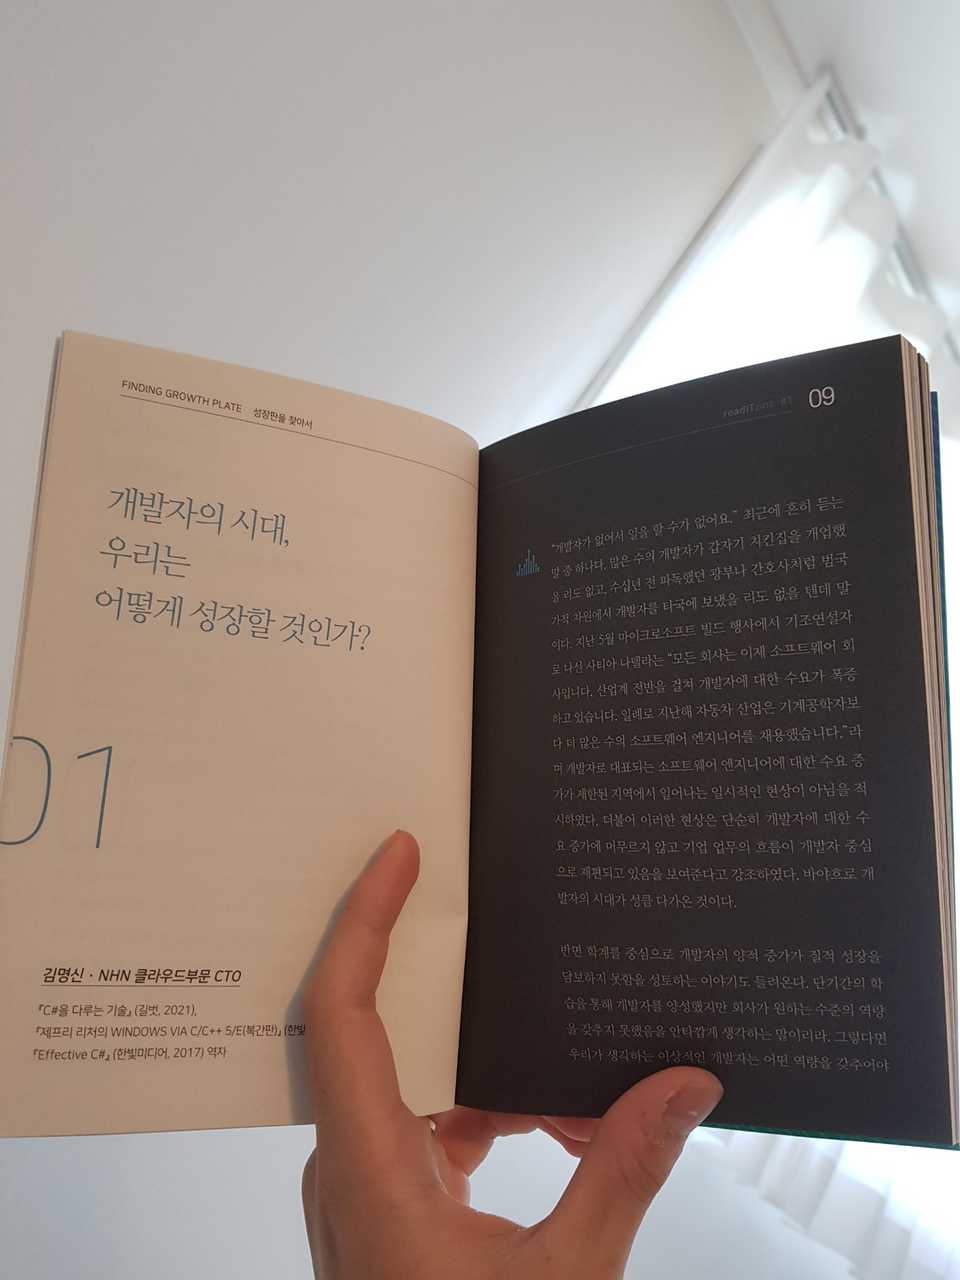 FINDING GROWTH PLATE 성장판을 찾아서
개발자의 시대,
우리는
어떻게 성장할 것인가?
01
김명신 · NHN 클라우드부문 CTO
『C#을 다루는 기술』 (길벗, 2021),
『제프리 리처의 WINDOWS VIA C/C++ 5/E(복간판)』 (한빛
『Effective C#』 (한빛미디어, 2017) 역자
readITzine #3 09
“개발자가 없어서 일을 할 수가 없어요.” 최근에 흔히 듣는
말 중 하나다. 많은 수의 개발자가 갑자기 치킨집을 개업했
을 리도 없고, 수십년 전 파독했던 광부나 간호사처럼 범국
가적 차원에서 개발자를 타국에 보냈을 리도 없을 텐데 말
이다. 지난 5월 마이크로소프트 빌드 행사에서 기조연설자
로 나선 사티아 나델라는 “모든 회사는 이제 소프트웨어 회
사입니다. 산업계 전반을 걸쳐 개발자에 대한 수요가 폭증
하고 있습니다. 일례로 지난해 자동차 산업은 기계공학자보
다 더 많은 수의 소프트웨어 엔지니어를 채용했습니다.”라
며 개발자로 대표되는 소프트웨어 엔지니어에 대한 수요 증
가가 제한된 지역에서 일어나는 일시적인 현상이 아님을 적
시하였다. 더불어 이러한 현상은 단순히 개발자에 대한 수
요 증가에 머무르지 않고 기업 업무의 흐름이 개발자 중심
으로 재편되고 있음을 보여준다고 강조하였다. 바야흐로 개
발자의 시대가 성큼 다가온 것이다.
반면 학계를 중심으로 개발자의 양적 증가가 질적 성장을
담보하지 못함을 성토하는 이야기도 들려온다. 단기간의 학
습을 통해 개발자를 양성했지만 회사가 원하는 수준의 역량
을 갖추지 못했음을 안타깝게 생각하는 말이리라. 그렇다면
우리가 생각하는 이상적인 개발자는 어떤 역량을 갖추어야